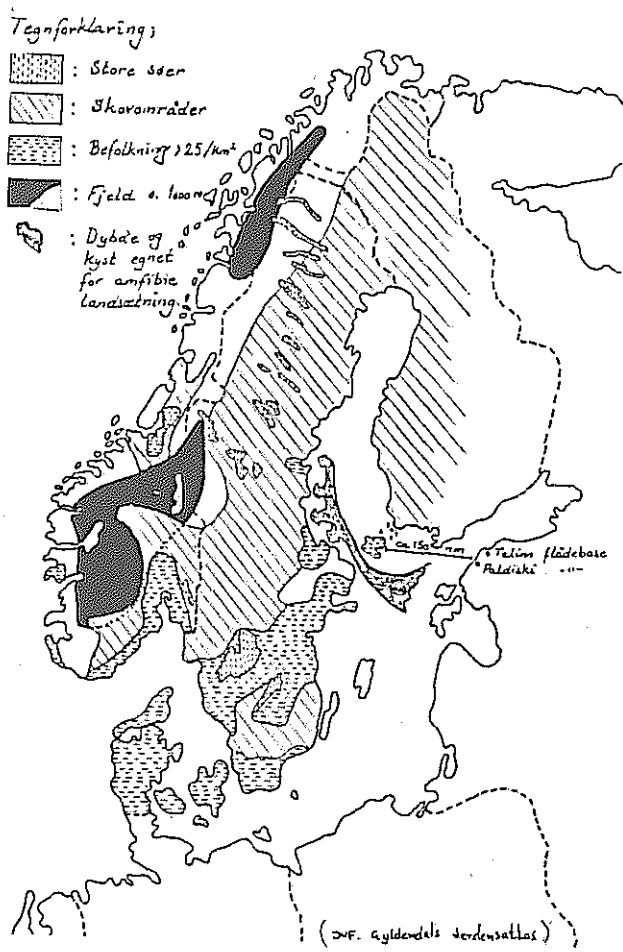 Tegnforklaring;
: Store søer
: Skovområder
: Befolkning >25/km²
: Fjeld o. 1000 m
: Dybde og
kyst egnet
for amfibie
landsætning.
ca. 150 nm
Talinn flådebase
Paldiski -"-
(Jvf. Gyldendals verdensatlas)